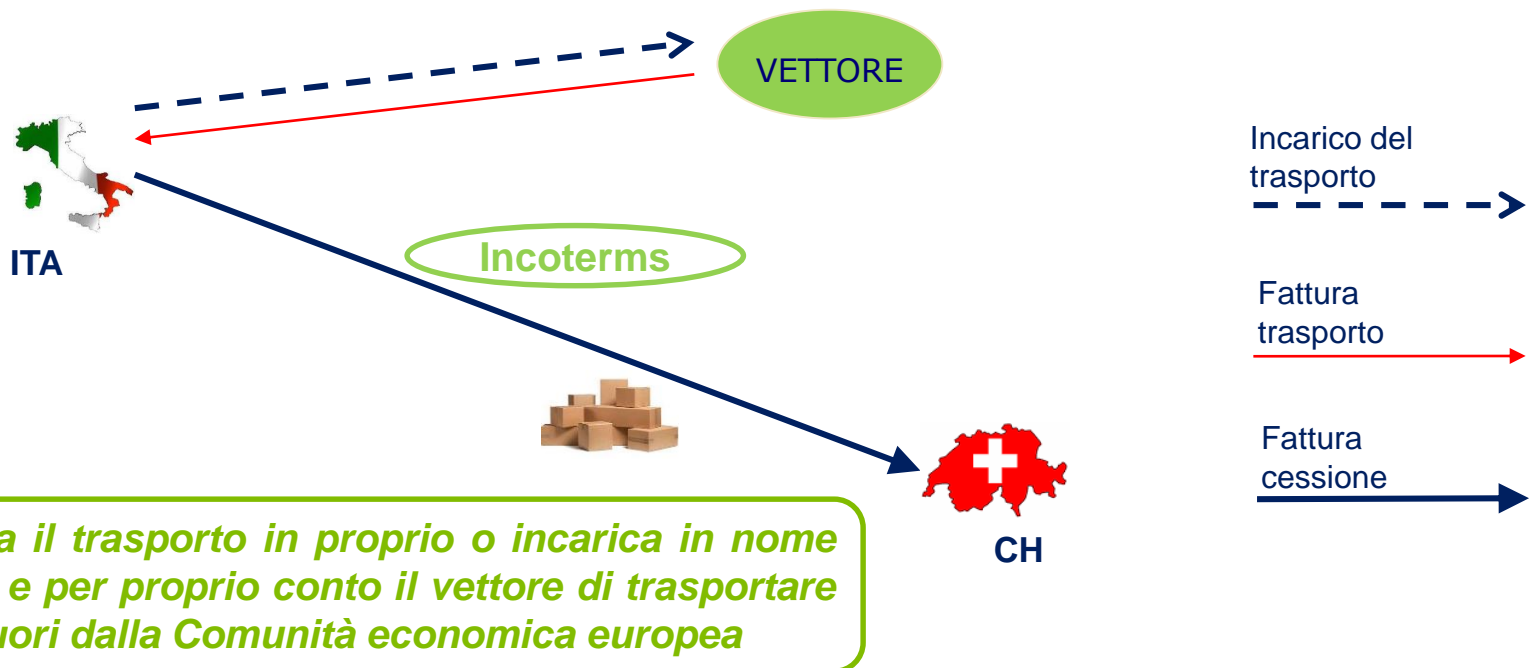 VETTORE
Incarico del
trasporto
ITA
Incoterms
Fattura
trasporto
Fattura
cessione
CH
il trasporto in proprio o incarica in nome
e per proprio conto il vettore di trasportare
dalla Comunità economica europea